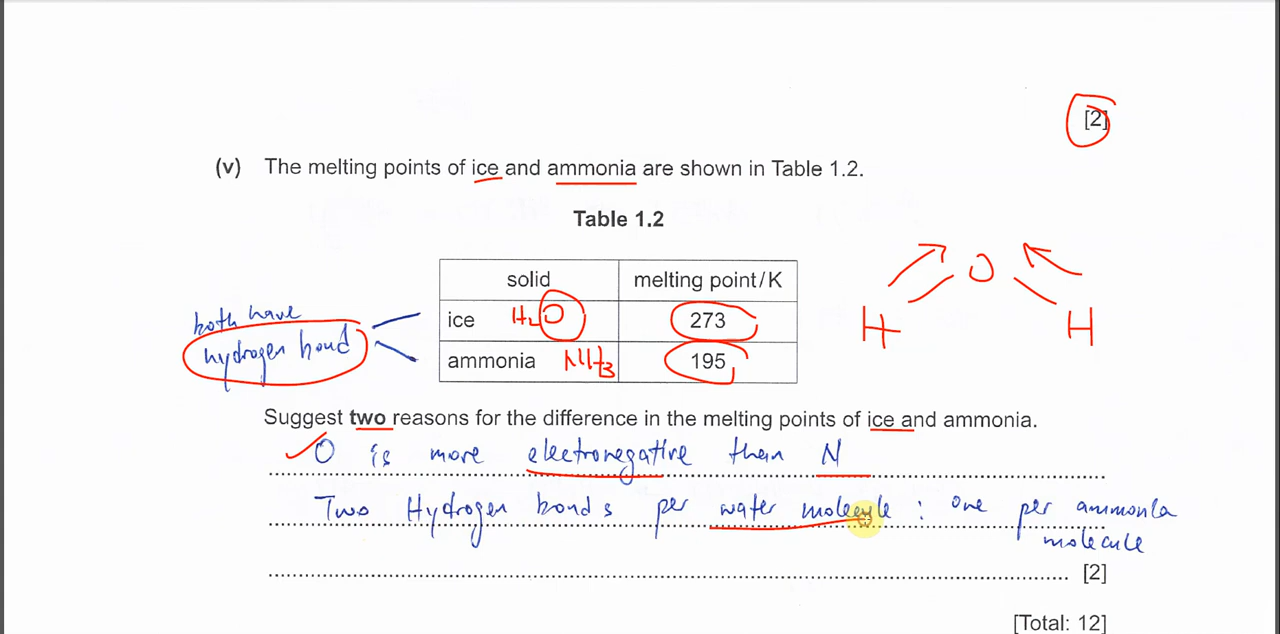 [2]
(v) The melting points of ice and ammonia are shown in Table 1.2.
Table 1.2
solid melting point/K
ice H₂O 273
ammonia NH₃ 195
both have
hydrogen bond
O
H H
Suggest two reasons for the difference in the melting points of ice and ammonia.
O is more electronegative than N
Two Hydrogen bonds per water molecule : one per ammonia
molecule
[2]
[Total: 12]